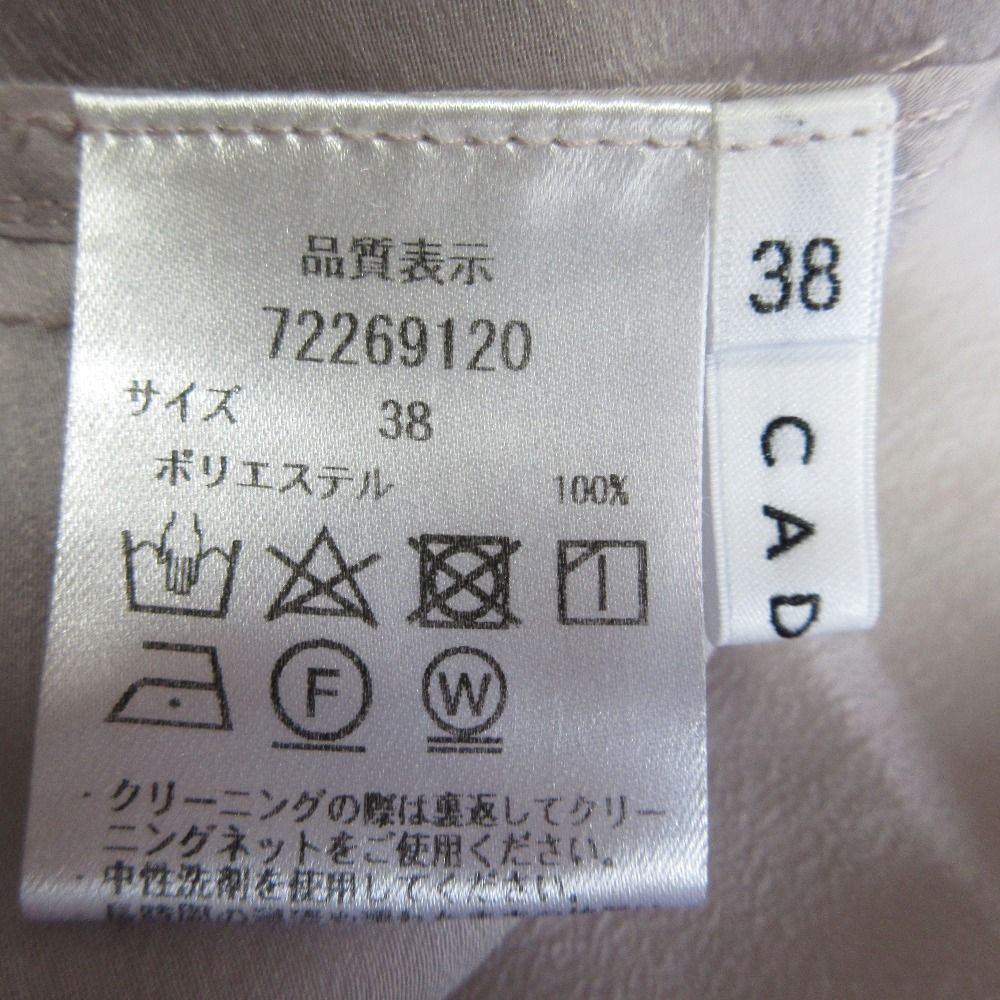 品質表示
72269120
サイズ 38
ポリエステル 100%
F
W
・クリーニングの際は裏返してクリー
ニングネットをご使用ください。
・中性洗剤を使用してください。
38
CAD